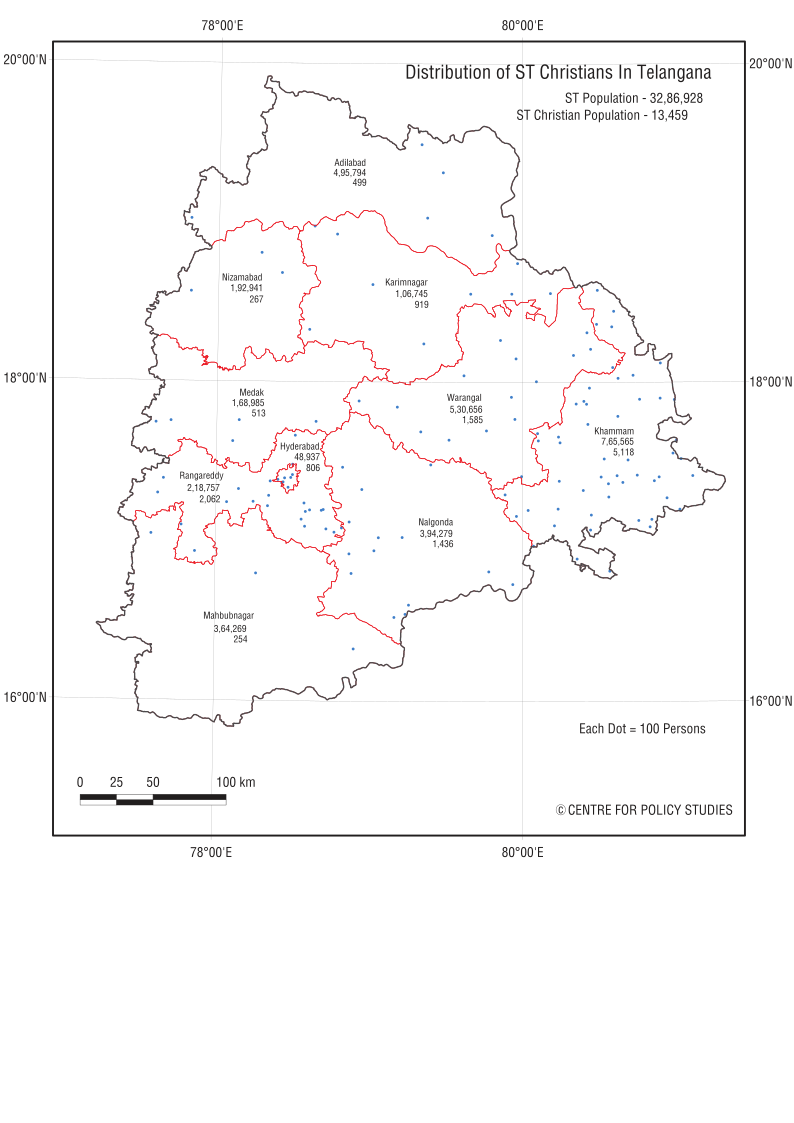 78°00'E 80°00'E
20°00'N 20°00'N
Distribution of ST Christians In Telangana
ST Population - 32,86,928
ST Christian Population - 13,459
Adilabad
4,95,794
499
Nizamabad
1,92,941
267
Karimnagar
1,06,745
919
18°00'N 18°00'N
Medak
1,68,985
513
Warangal
5,30,656
1,585
Khammam
7,65,565
5,118
Hyderabad
48,937
806
Rangareddy
2,18,757
2,062
Nalgonda
3,94,279
1,436
Mahbubnagar
3,64,269
254
16°00'N 16°00'N
Each Dot = 100 Persons
0 25 50 100 km
© CENTRE FOR POLICY STUDIES
78°00'E 80°00'E